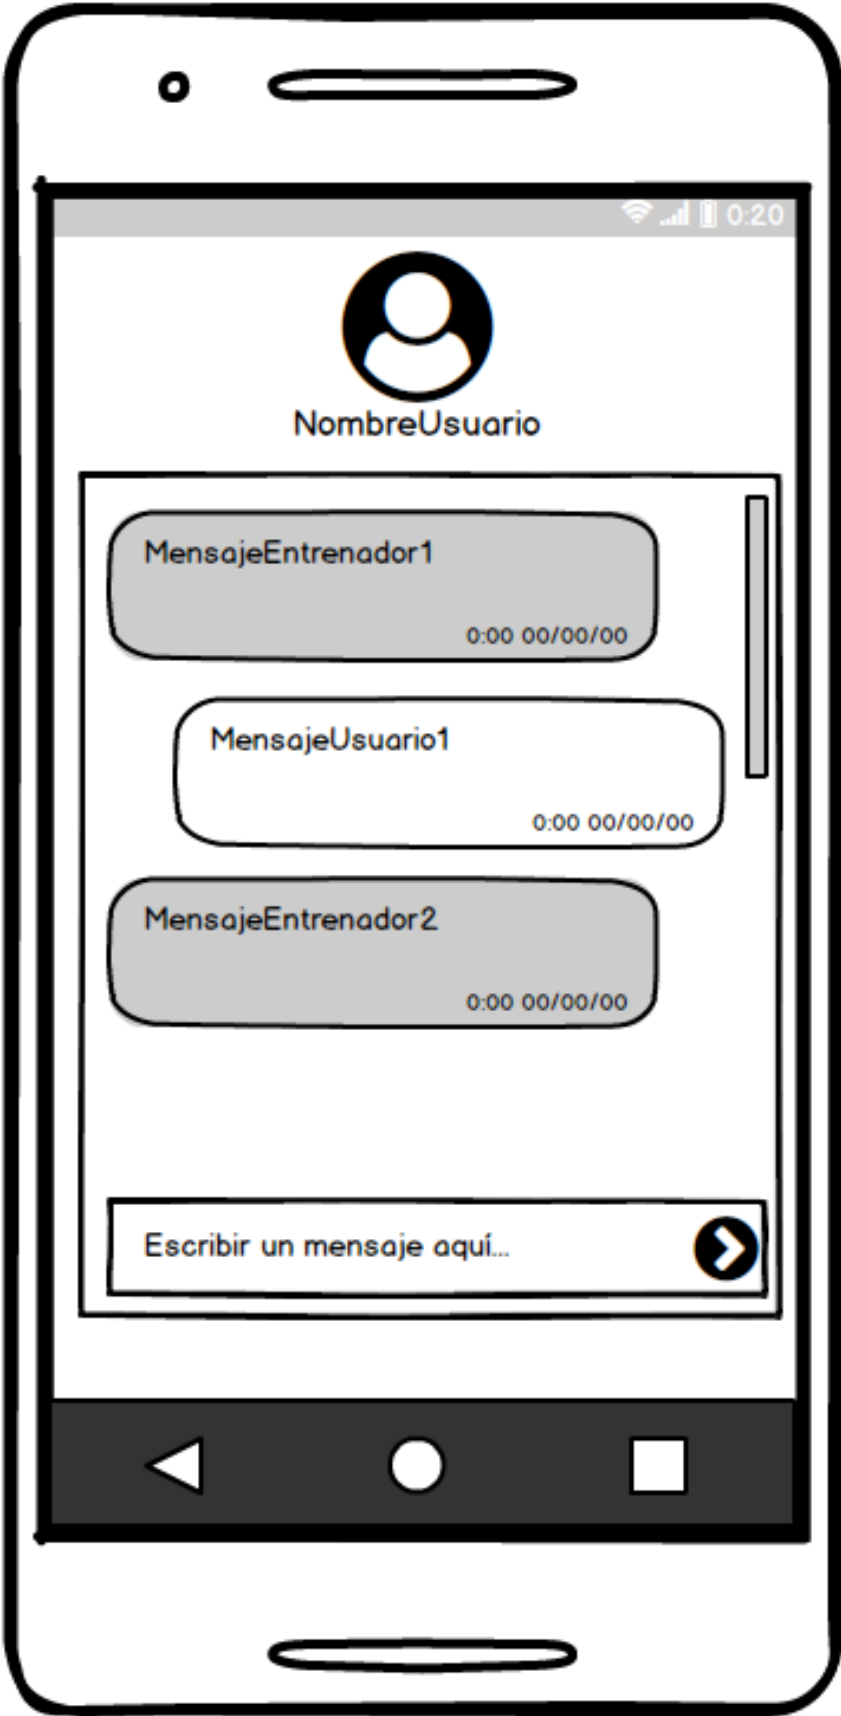 0:20
NombreUsuario
MensajeEntrenador1
0:00 00/00/00
MensajeUsuario1
0:00 00/00/00
MensajeEntrenador2
0:00 00/00/00
Escribir un mensaje aquí...